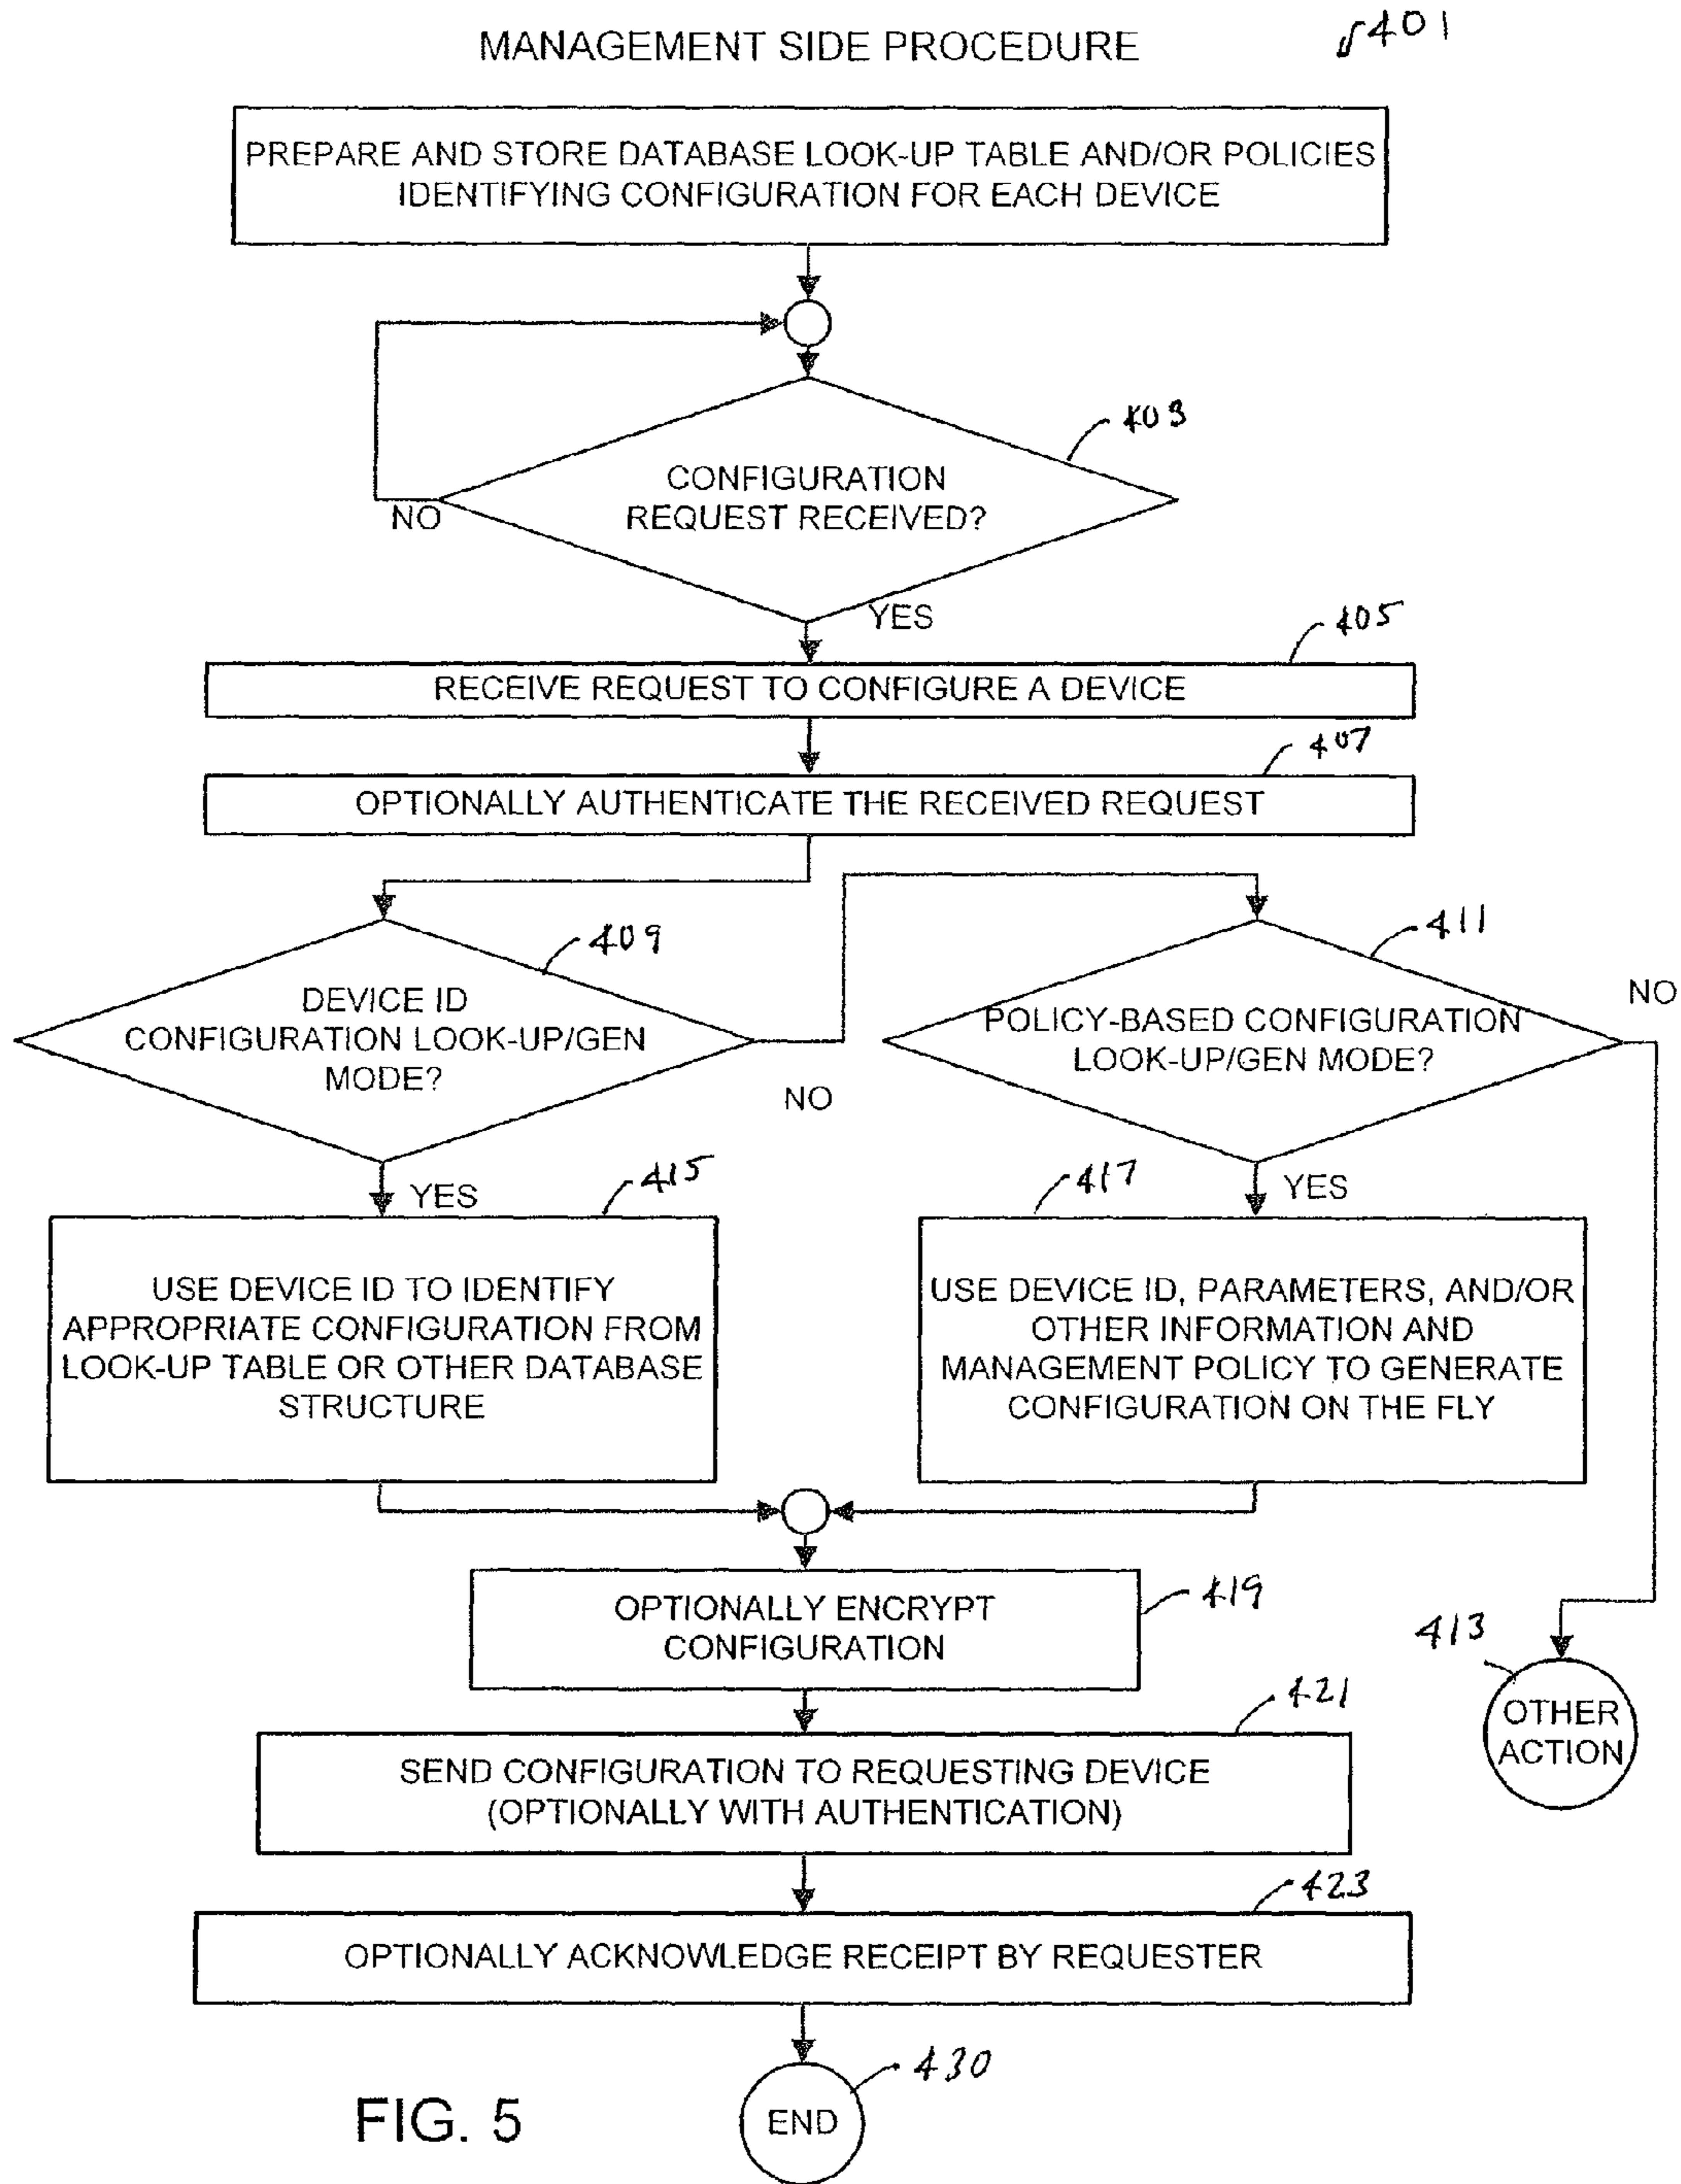 MANAGEMENT SIDE PROCEDURE
401
PREPARE AND STORE DATABASE LOOK-UP TABLE AND/OR POLICIES
IDENTIFYING CONFIGURATION FOR EACH DEVICE
403
CONFIGURATION
REQUEST RECEIVED?
NO
YES
405
RECEIVE REQUEST TO CONFIGURE A DEVICE
407
OPTIONALLY AUTHENTICATE THE RECEIVED REQUEST
409
DEVICE ID
CONFIGURATION LOOK-UP/GEN
MODE?
NO
411
POLICY-BASED CONFIGURATION
LOOK-UP/GEN MODE?
NO
YES
415
USE DEVICE ID TO IDENTIFY
APPROPRIATE CONFIGURATION FROM
LOOK-UP TABLE OR OTHER DATABASE
STRUCTURE
YES
417
USE DEVICE ID, PARAMETERS, AND/OR
OTHER INFORMATION AND
MANAGEMENT POLICY TO GENERATE
CONFIGURATION ON THE FLY
OPTIONALLY ENCRYPT
CONFIGURATION
419
413
OTHER
ACTION
421
SEND CONFIGURATION TO REQUESTING DEVICE
(OPTIONALLY WITH AUTHENTICATION)
423
OPTIONALLY ACKNOWLEDGE RECEIPT BY REQUESTER
430
END
FIG. 5